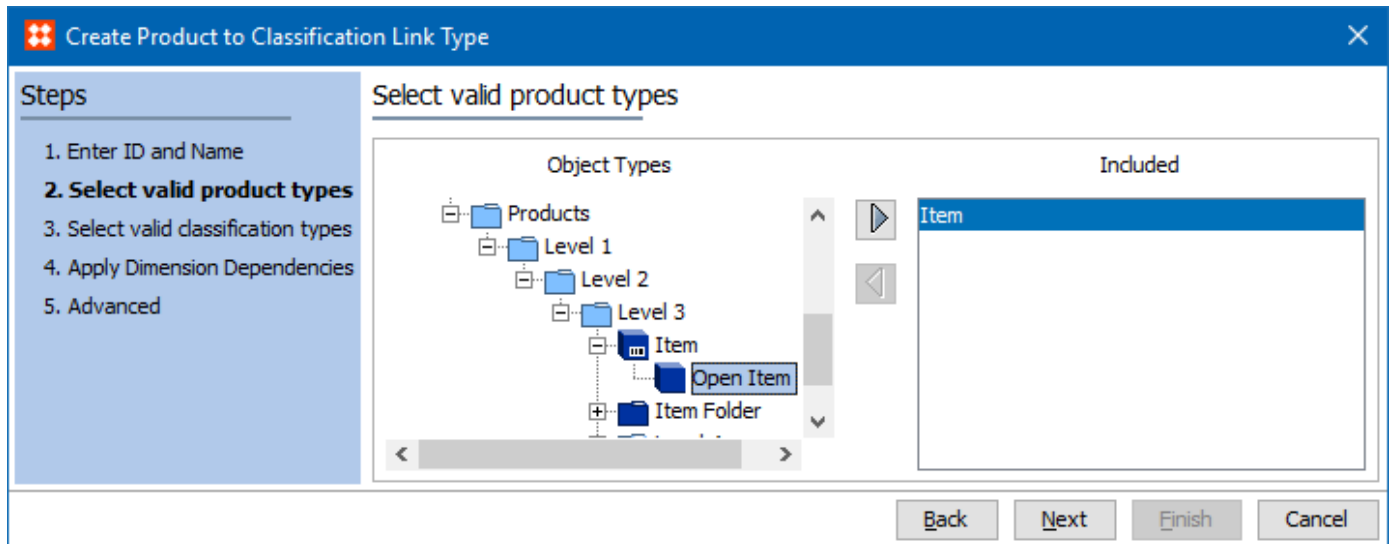 Create Product to Classification Link Type
Steps
1. Enter ID and Name
2. Select valid product types
3. Select valid classification types
4. Apply Dimension Dependencies
5. Advanced
Select valid product types
Object Types
Products
Level 1
Level 2
Level 3
Item
Open Item
Item Folder
Included
Item
Back
Next
Finish
Cancel